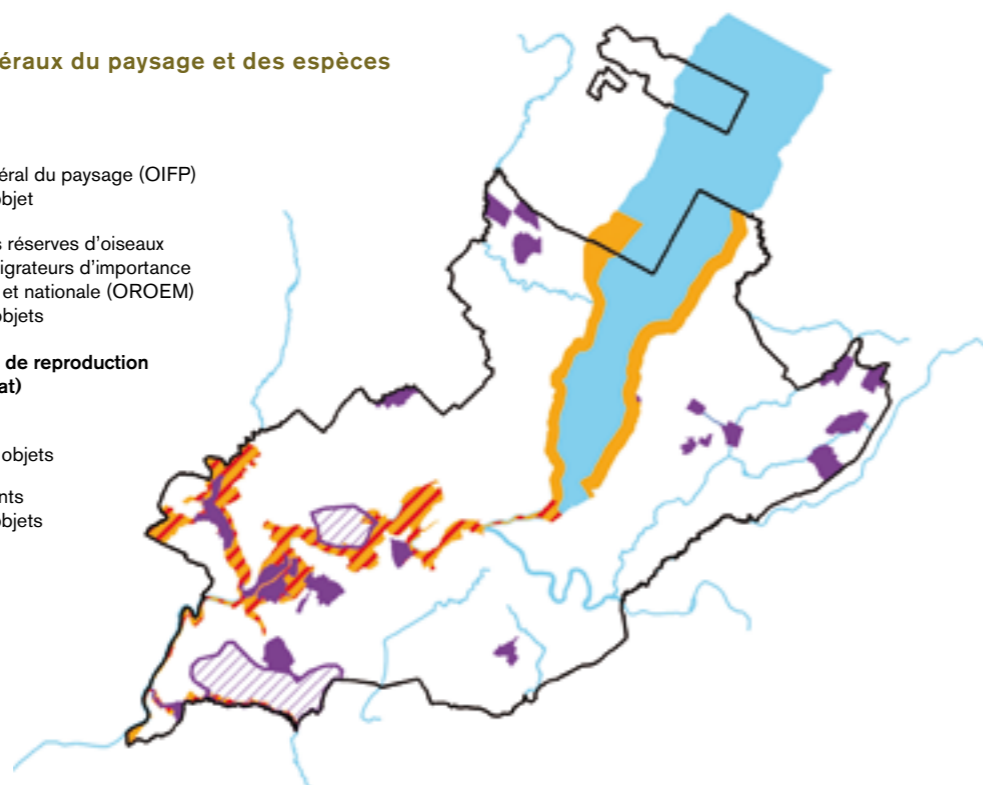 éraux du paysage et des espèces
éral du paysage (OIFP)
objet
s réserves d'oiseaux
igrateurs d'importance
et nationale (OROEM)
objets
de reproduction
at)
objets
nts
objets